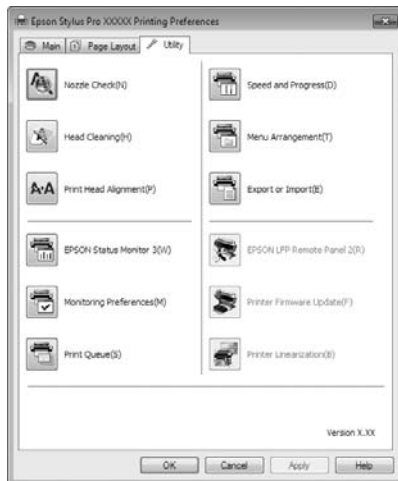 Epson Stylus Pro XXXXX Printing Preferences
Main
Page Layout
Utility
Nozzle Check(N)
Speed and Progress(D)
Head Cleaning(H)
Menu Arrangement(T)
A·A
Print Head Alignment(P)
Export or Import(E)
EPSON Status Monitor 3(W)
EPSON LFP Remote Panel 2(R)
Monitoring Preferences(M)
Printer Firmware Update(F)
Print Queue(S)
Printer Linearization(B)
Version X.XX
OK
Cancel
Apply
Help